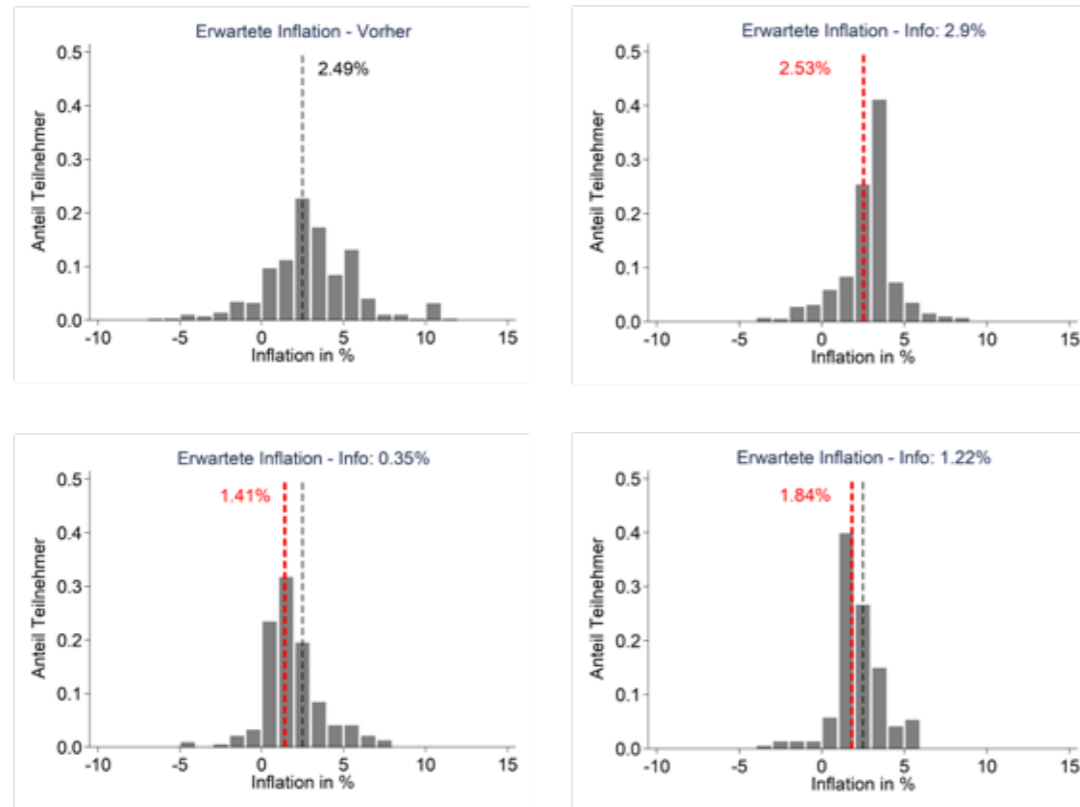 Erwartete Inflation - Vorher
2.49%
Anteil Teilnehmer
0.5
0.4
0.3
0.2
0.1
0.0
-10 -5 0 5 10 15
Inflation in %
Erwartete Inflation - Info: 2.9%
2.53%
Anteil Teilnehmer
0.5
0.4
0.3
0.2
0.1
0.0
-10 -5 0 5 10 15
Inflation in %
Erwartete Inflation - Info: 0.35%
1.41%
Anteil Teilnehmer
0.5
0.4
0.3
0.2
0.1
0.0
-10 -5 0 5 10 15
Inflation in %
Erwartete Inflation - Info: 1.22%
1.84%
Anteil Teilnehmer
0.5
0.4
0.3
0.2
0.1
0.0
-10 -5 0 5 10 15
Inflation in %